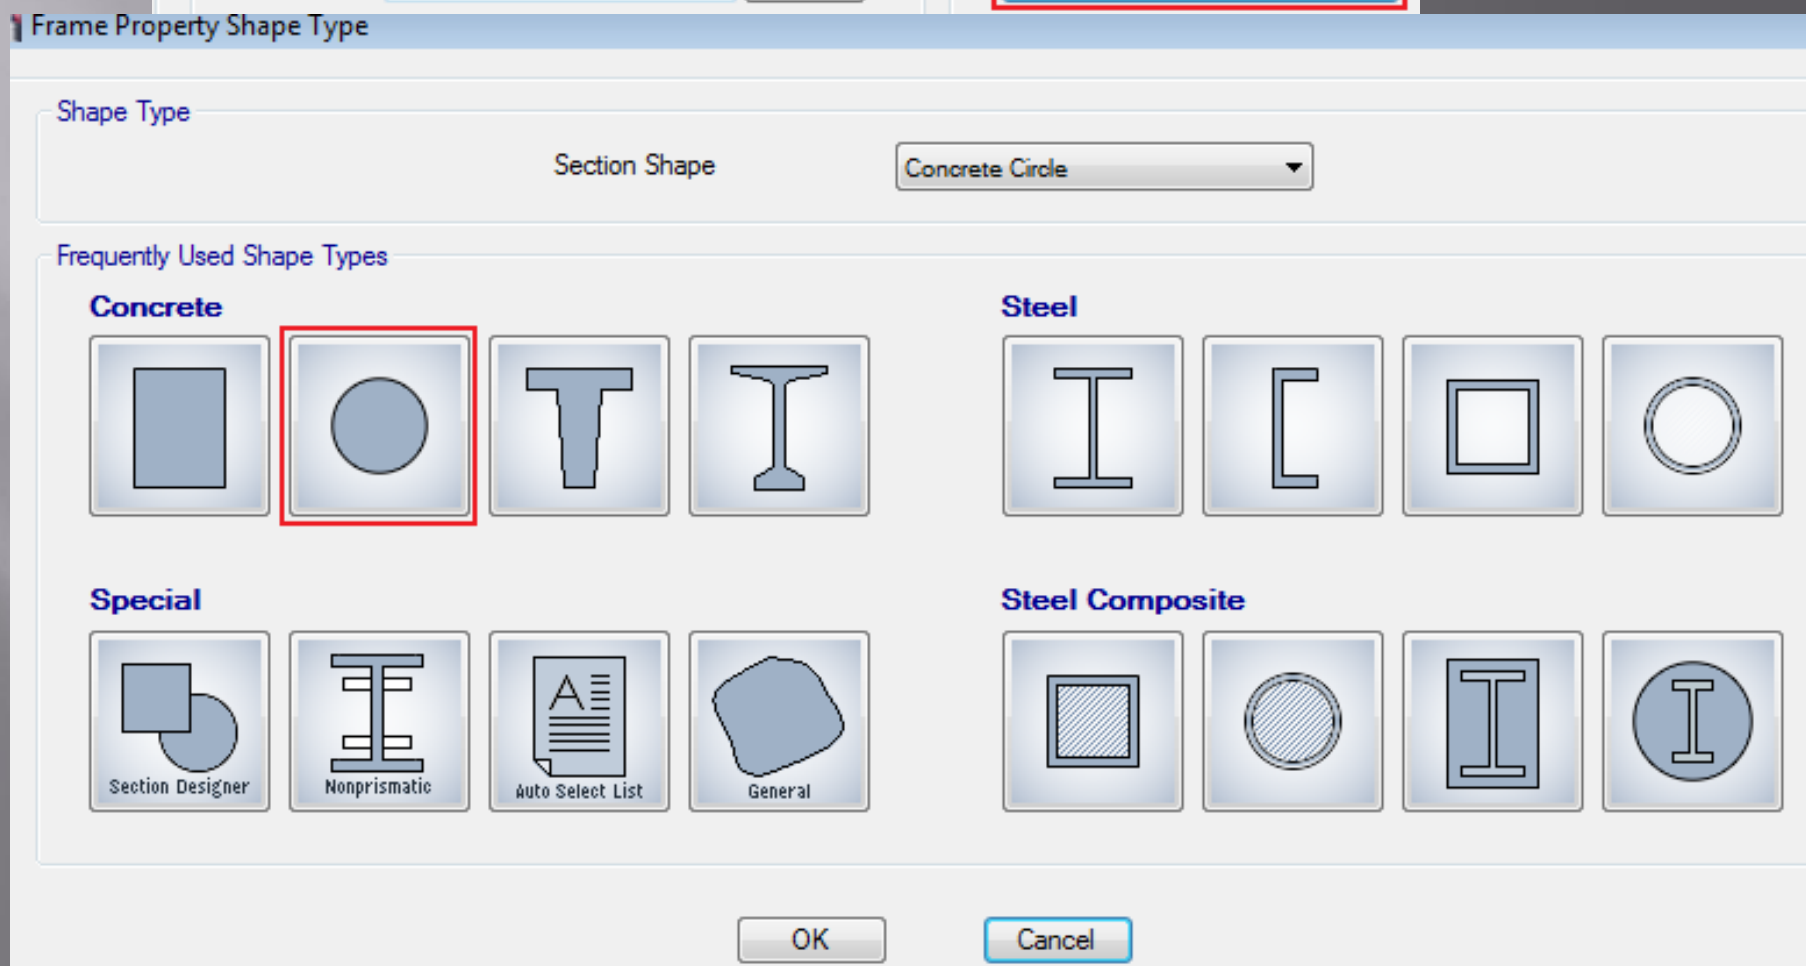 Frame Property Shape Type
Shape Type
Section Shape
Concrete Circle
Frequently Used Shape Types
Concrete
Steel
Special
Steel Composite
Section Designer
Nonprismatic
Auto Select List
General
OK
Cancel